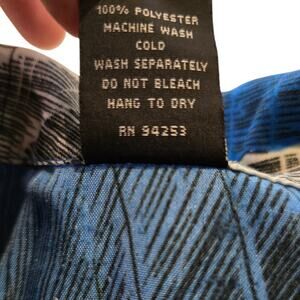 100% POLYESTER
MACHINE WASH
COLD
WASH SEPARATELY
DO NOT BLEACH
HANG TO DRY
RN 94253